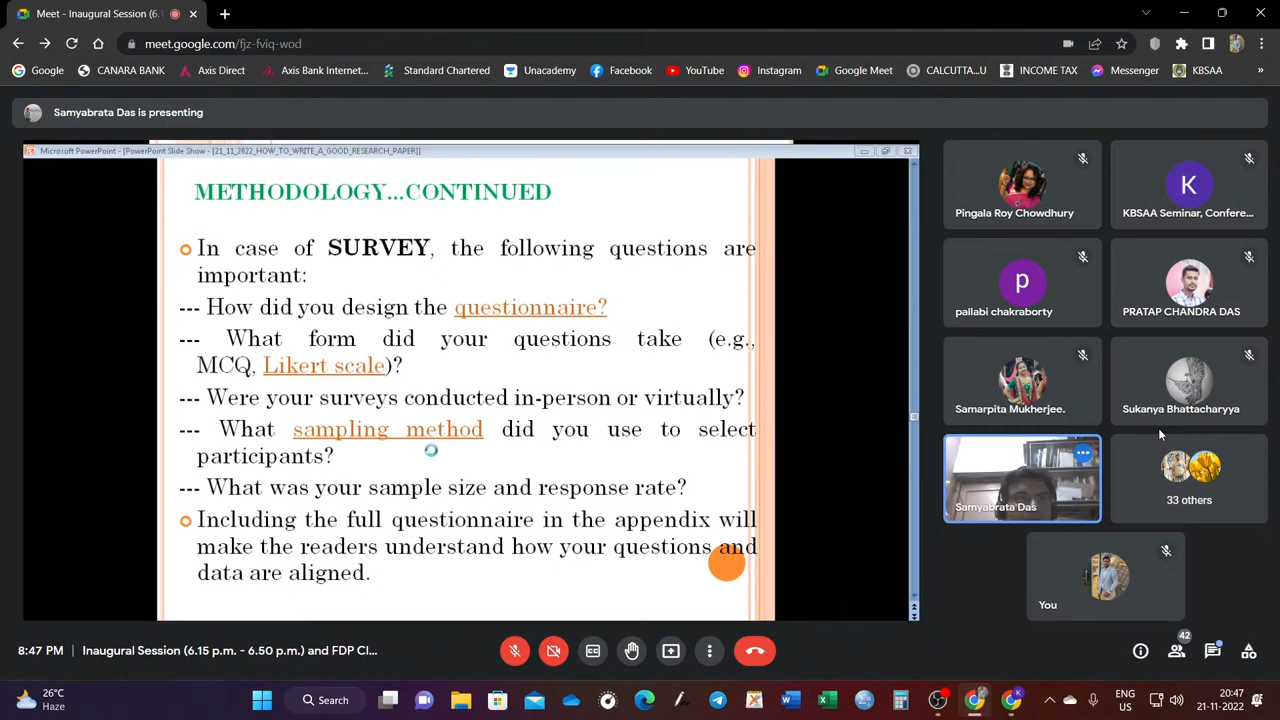 Meet - Inaugural Session (6.15 p.m
meet.google.com/fjz-fviq-wod
Google
CANARA BANK
Axis Direct
Axis Bank Internet...
Standard Chartered
Unacademy
Facebook
YouTube
Instagram
Google Meet
CALCUTTA...U
INCOME TAX
Messenger
KBSAA
»
Samyabrata Das is presenting
Microsoft PowerPoint - [PowerPoint Slide Show - [21_11_2022_HOW_TO_WRITE_A_GOOD_RESEARCH_PAPER]]
METHODOLOGY...CONTINUED
In case of SURVEY, the following questions are
important:
--- How did you design the questionnaire?
--- What form did your questions take (e.g.,
MCQ, Likert scale)?
--- Were your surveys conducted in-person or virtually?
--- What sampling method did you use to select
participants?
--- What was your sample size and response rate?
Including the full questionnaire in the appendix will
make the readers understand how your questions and
data are aligned.
Pingala Roy Chowdhury
K
KBSAA Seminar, Confere...
p
pallabi chakraborty
PRATAP CHANDRA DAS
Samarpita Mukherjee.
Sukanya Bhattacharyya
Samyabrata Das
33 others
You
8:47 PM
Inaugural Session (6.15 p.m. - 6.50 p.m.) and FDP Cl...
42
26°C
Haze
Search
ENG
US
20:47
21-11-2022